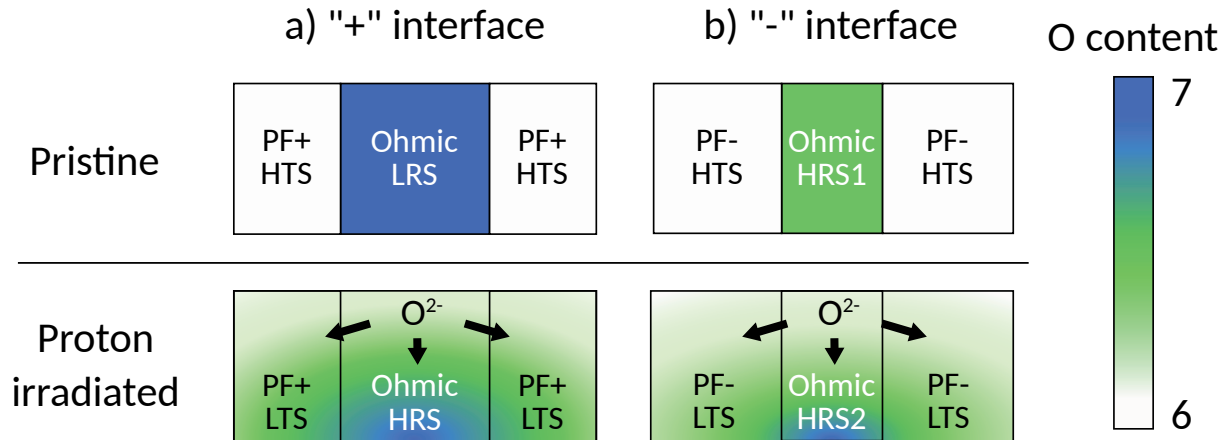 a) "+" interface
b) "-" interface
O content
7
Pristine
PF+
HTS
Ohmic
LRS
PF+
HTS
PF-
HTS
Ohmic
HRS1
PF-
HTS
Proton
irradiated
O²⁻
PF+
LTS
Ohmic
HRS
PF+
LTS
O²⁻
PF-
LTS
Ohmic
HRS2
PF-
LTS
6